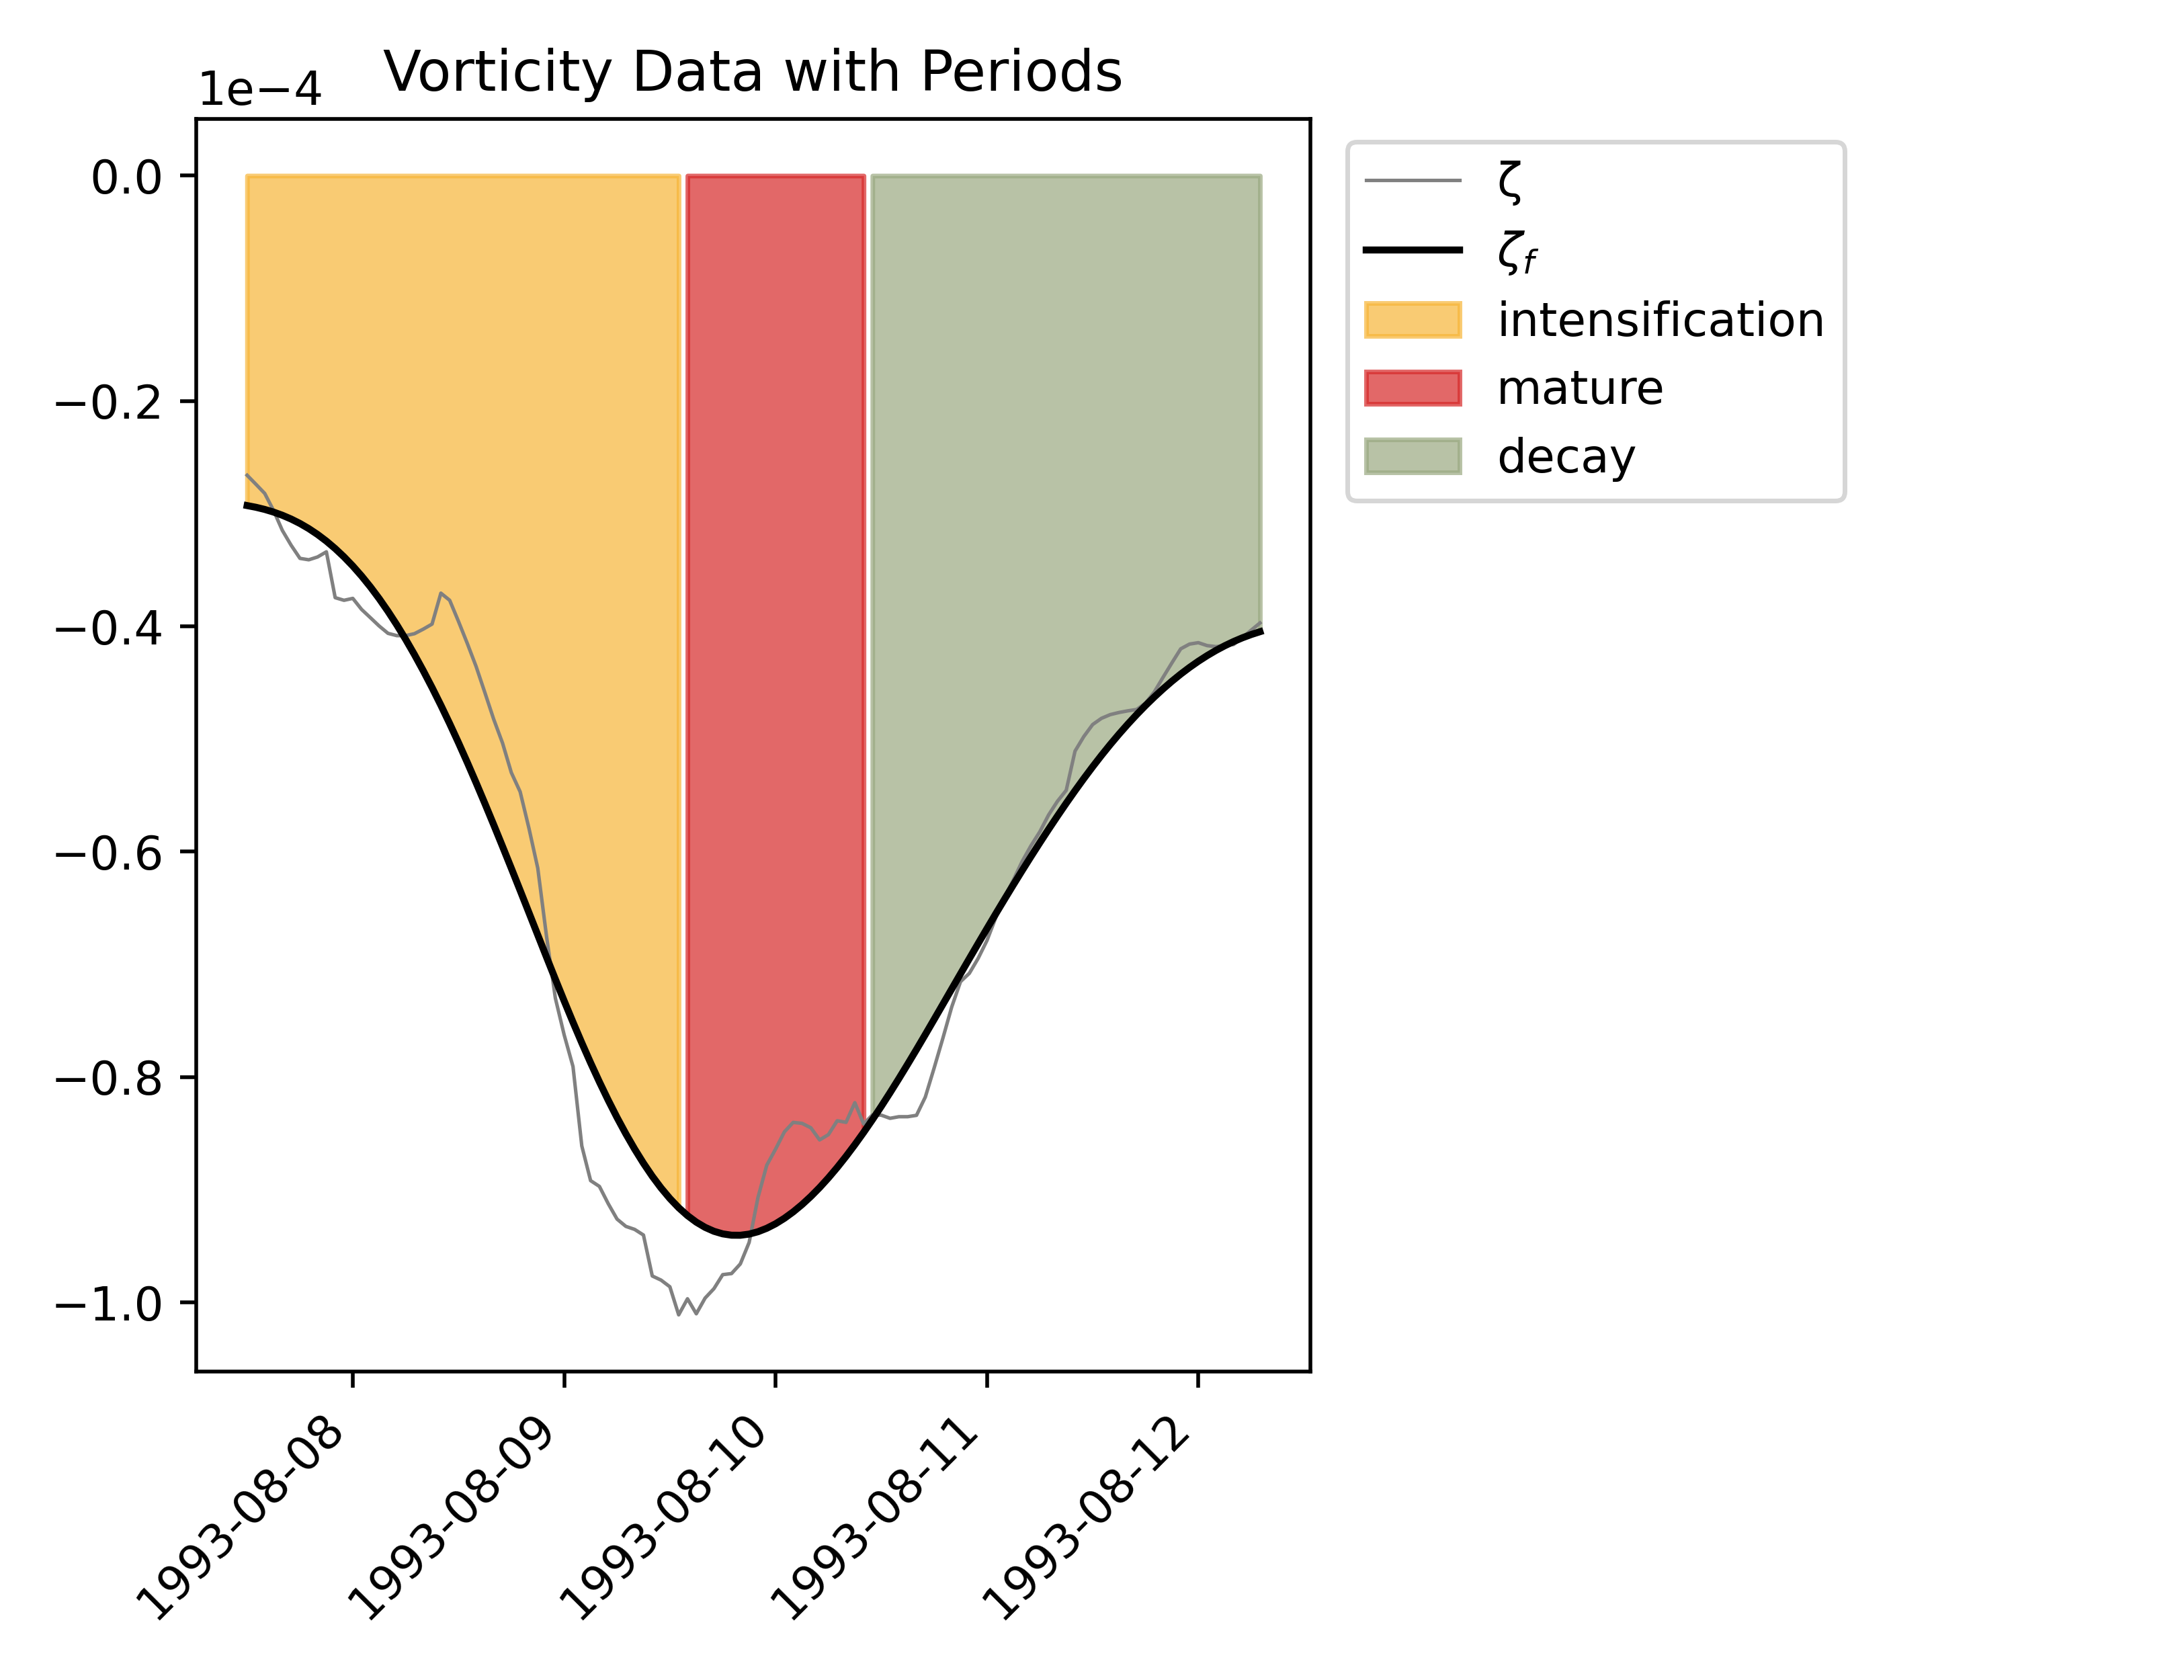 Vorticity Data with Periods
1e−4
0.0
−0.2
−0.4
−0.6
−0.8
−1.0
1993-08-08
1993-08-09
1993-08-10
1993-08-11
1993-08-12
ζ
ζf
intensification
mature
decay